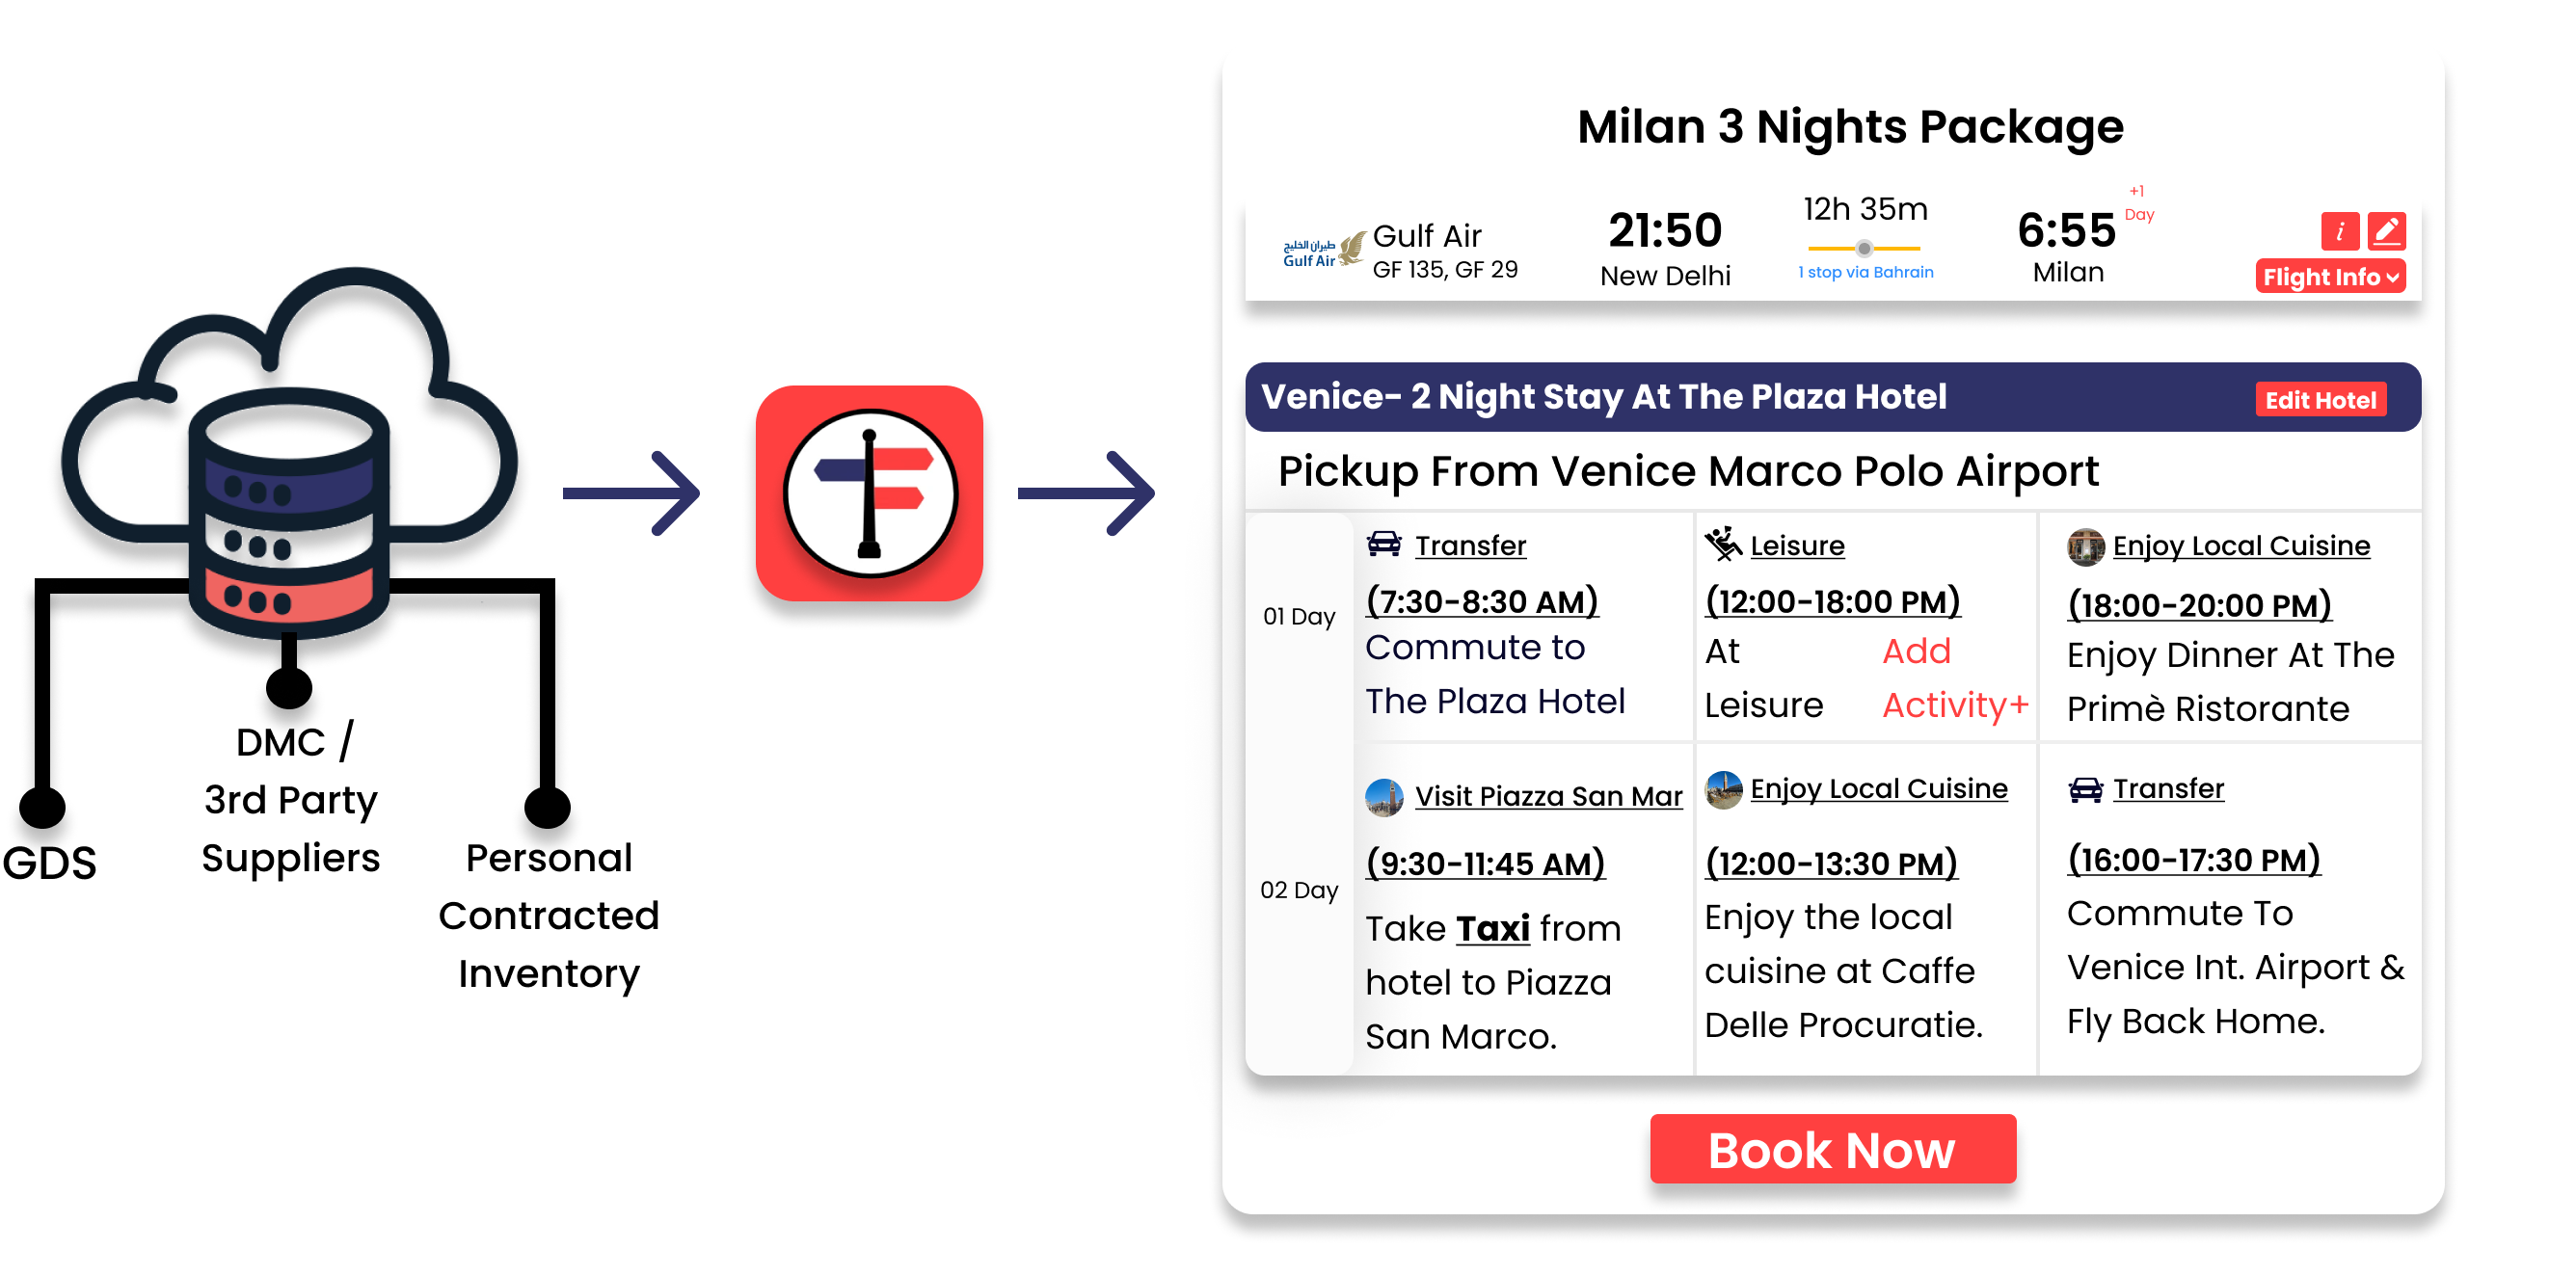 GDS
DMC /
3rd Party
Suppliers
Personal
Contracted
Inventory
Milan 3 Nights Package
طيران الخليج
Gulf Air
Gulf Air
GF 135, GF 29
21:50
New Delhi
12h 35m
1 stop via Bahrain
6:55
Milan
+1
Day
i
Flight Info
Venice- 2 Night Stay At The Plaza Hotel
Edit Hotel
Pickup From Venice Marco Polo Airport
01 Day
Transfer
(7:30-8:30 AM)
Commute to
The Plaza Hotel
Leisure
(12:00-18:00 PM)
At
Leisure
Add
Activity+
Enjoy Local Cuisine
(18:00-20:00 PM)
Enjoy Dinner At The
Primè Ristorante
02 Day
Visit Piazza San Mar
(9:30-11:45 AM)
Take Taxi from
hotel to Piazza
San Marco.
Enjoy Local Cuisine
(12:00-13:30 PM)
Enjoy the local
cuisine at Caffe
Delle Procuratie.
Transfer
(16:00-17:30 PM)
Commute To
Venice Int. Airport &
Fly Back Home.
Book Now